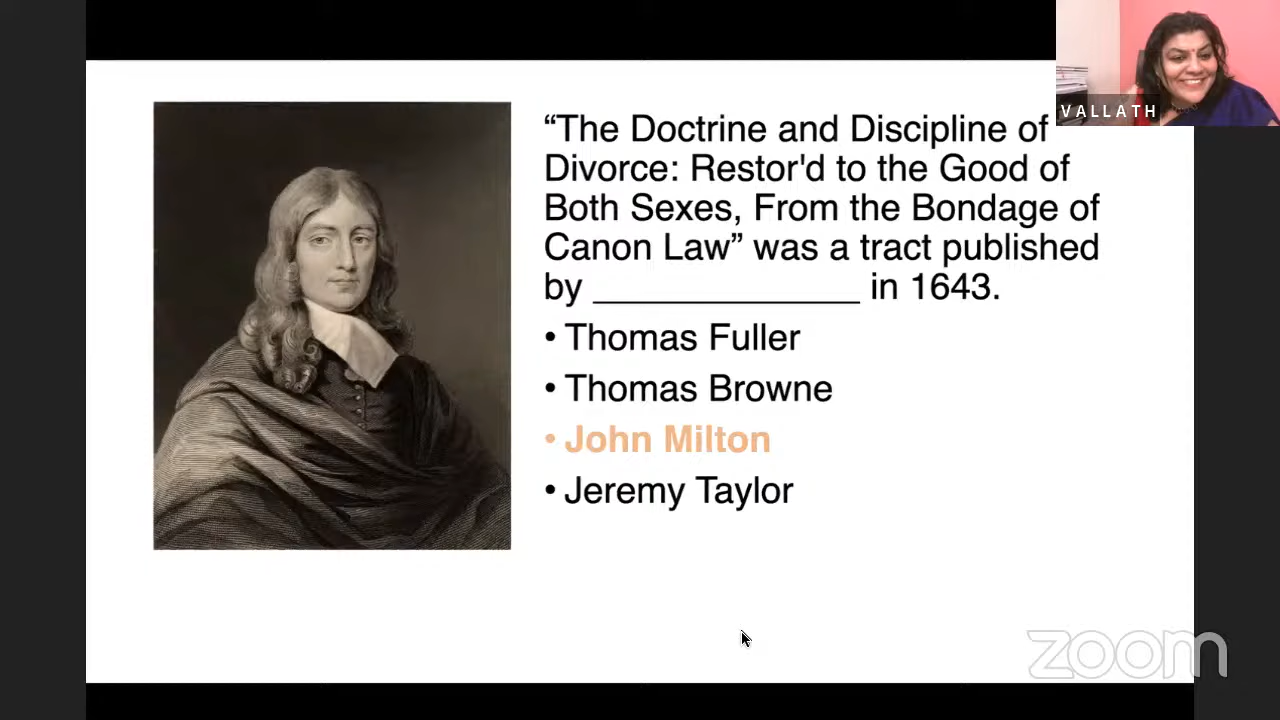 “The Doctrine and Discipline of
Divorce: Restor'd to the Good of
Both Sexes, From the Bondage of
Canon Law” was a tract published
by _____________ in 1643.
• Thomas Fuller
• Thomas Browne
• John Milton
• Jeremy Taylor
VALLATH
zoom